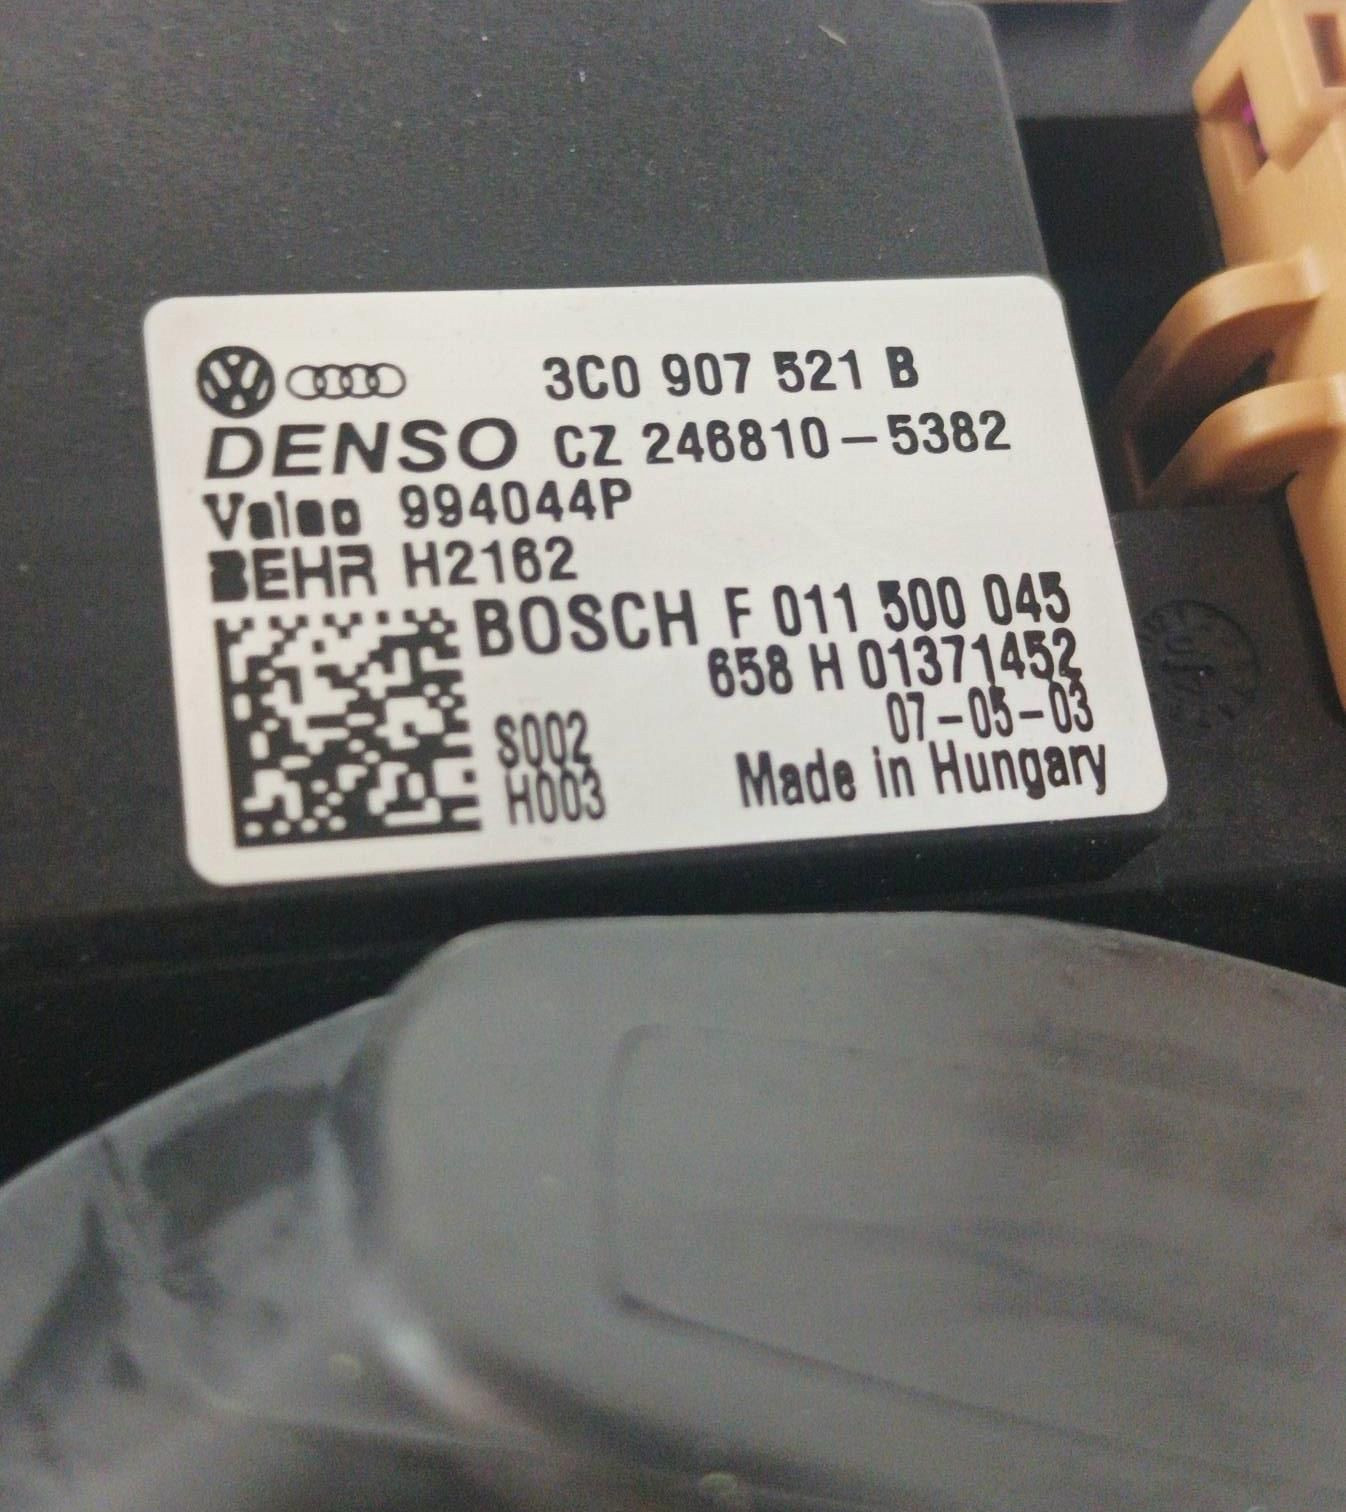 3C0 907 521 B
DENSO CZ 246810-5382
Valeo 994044P
BEHR H2162
BOSCH F 011 500 045
658 H 01371452
S002 07-05-03
H003 Made in Hungary